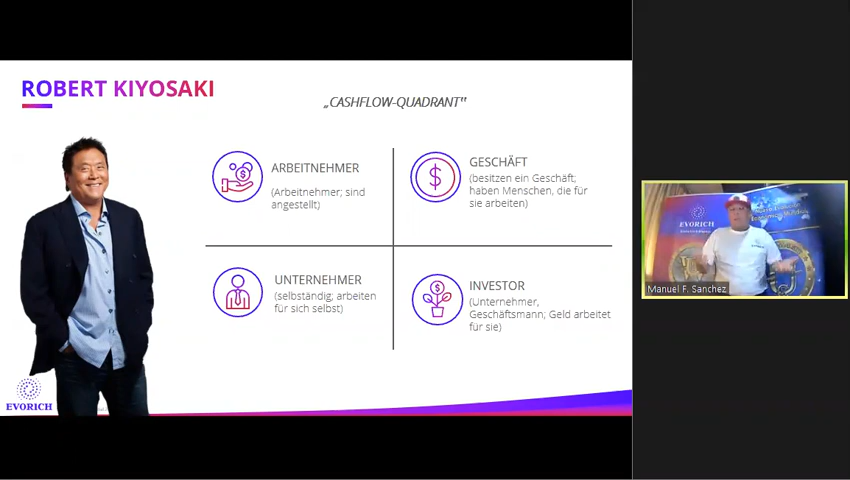 ROBERT KIYOSAKI
„CASHFLOW-QUADRANT"
ARBEITNEHMER
(Arbeitnehmer; sind
angestellt)
GESCHÄFT
(besitzen ein Geschäft;
haben Menschen, die für
sie arbeiten)
UNTERNEHMER
(selbständig; arbeiten
für sich selbst)
INVESTOR
(Unternehmer,
Geschäftsmann; Geld arbeitet
für sie)
EVORICH
EVORICH
Manuel F. Sanchez